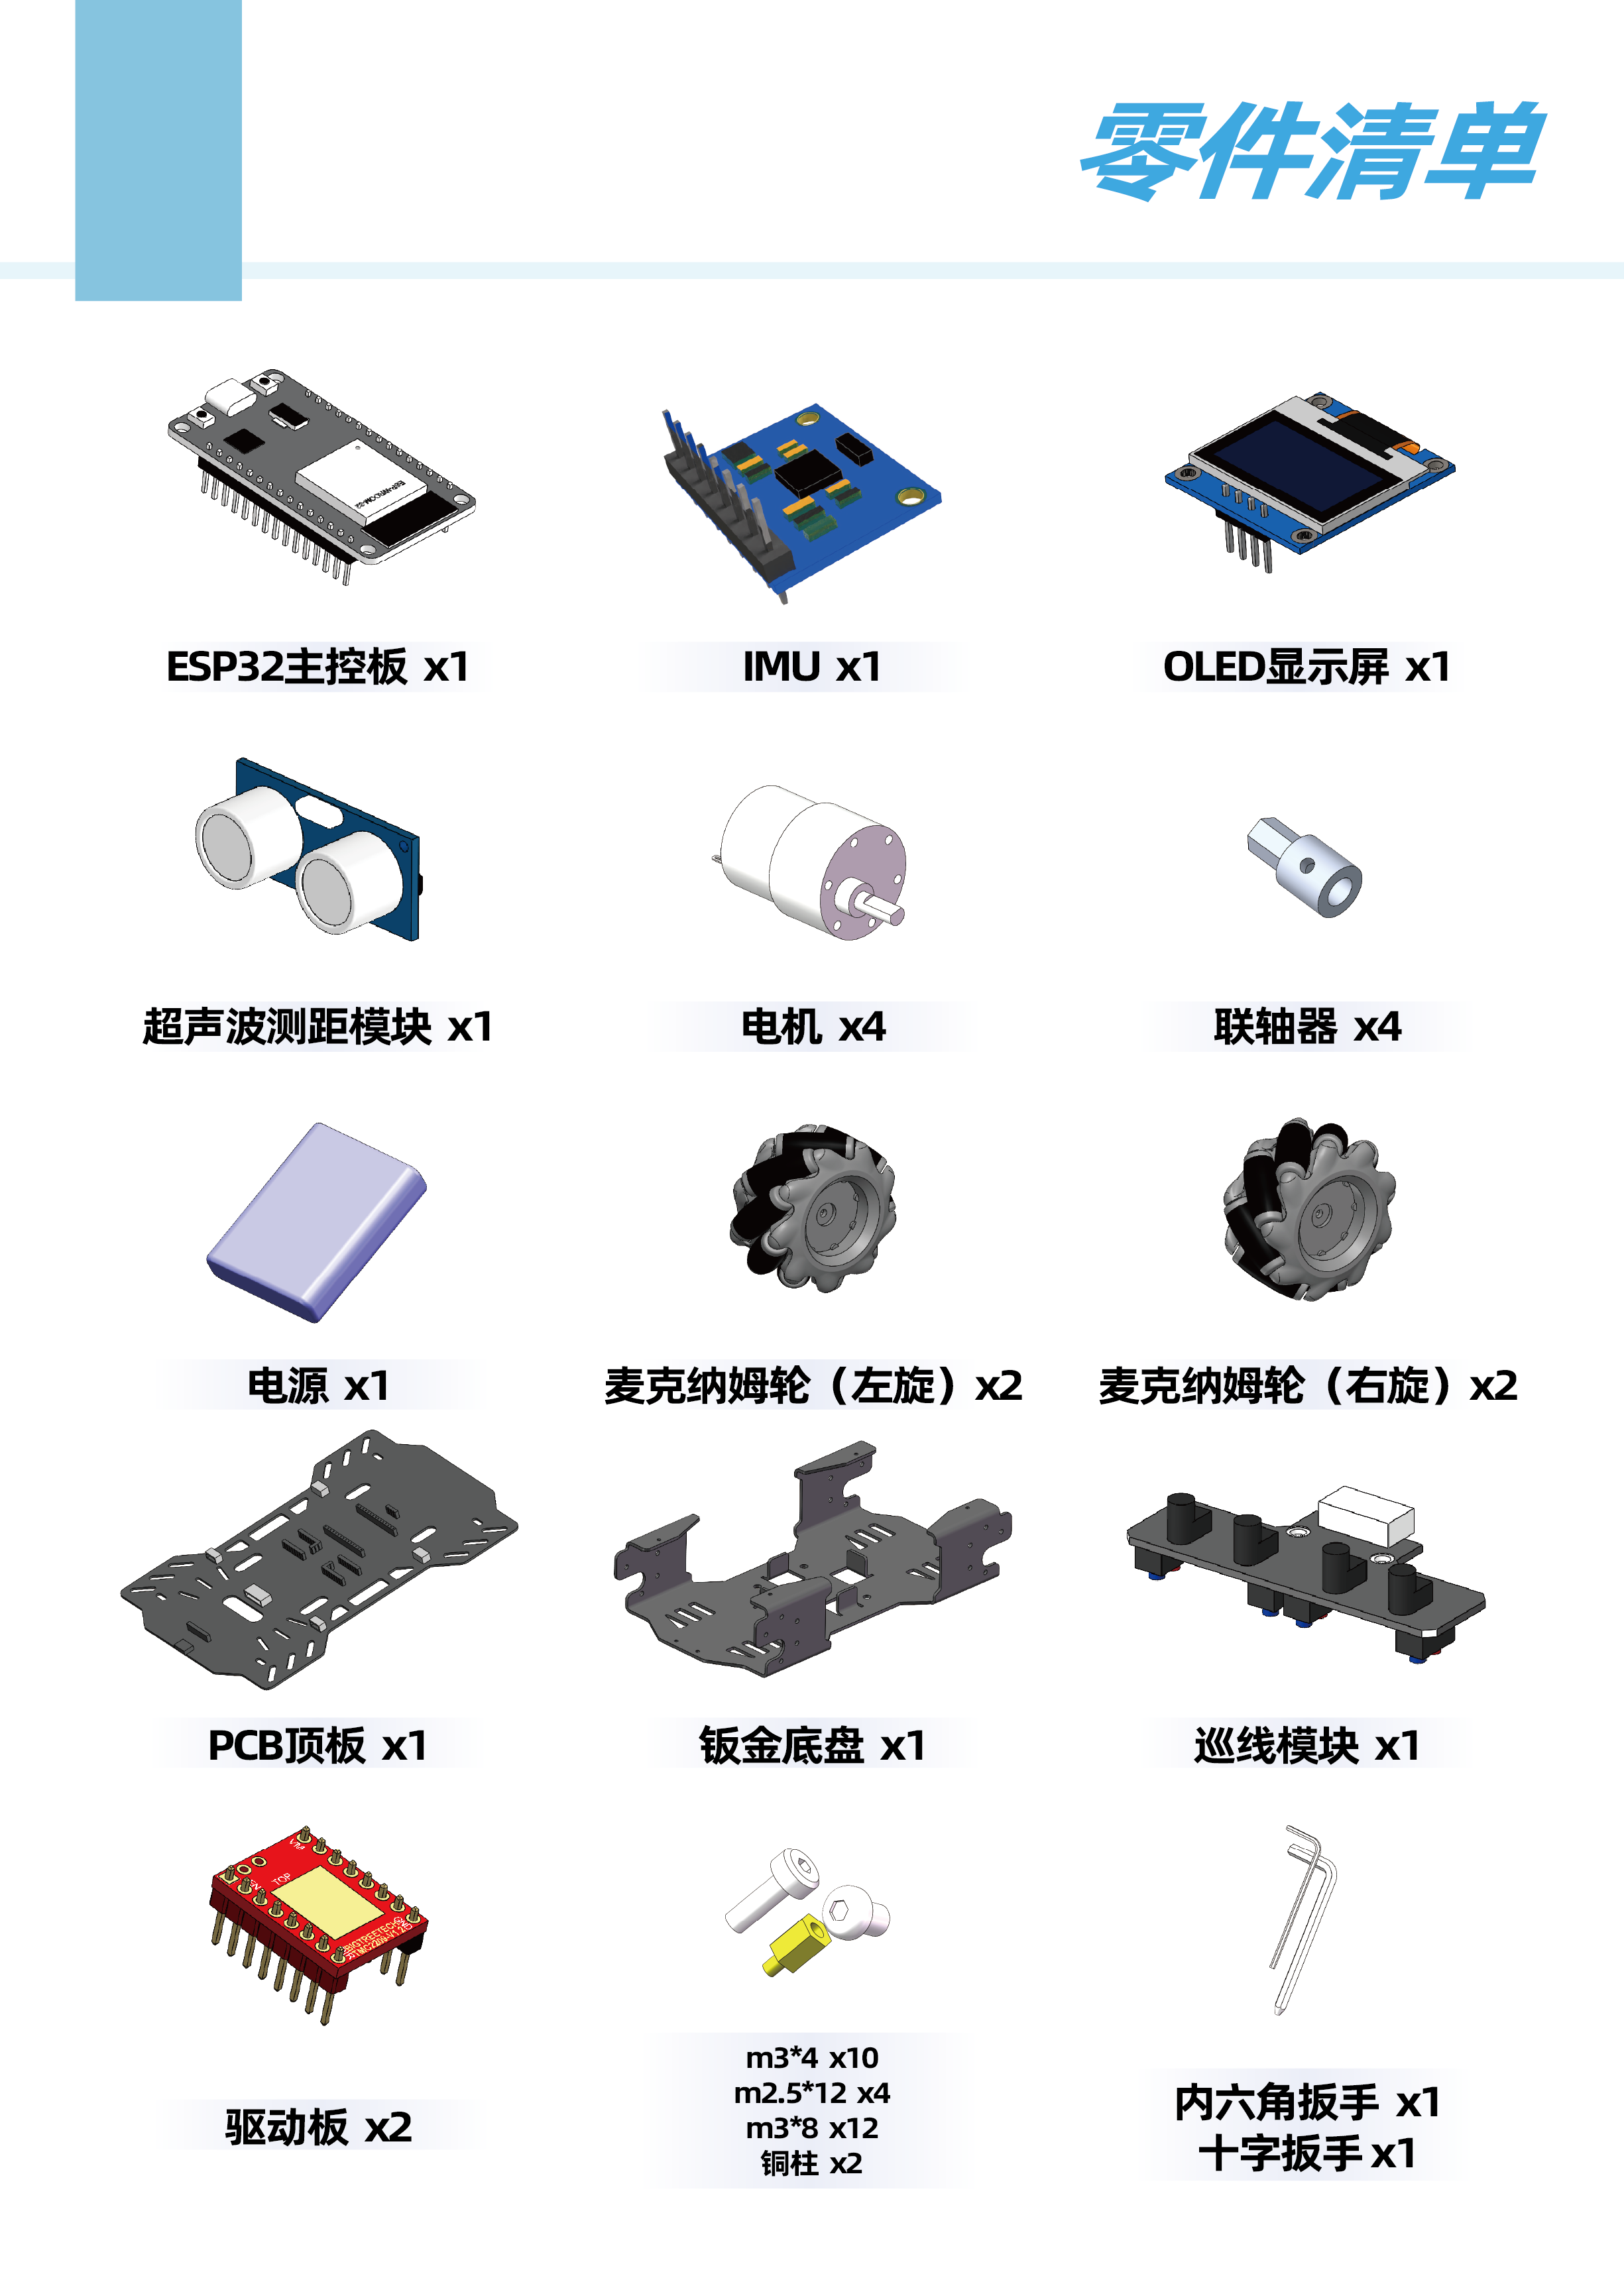 零件清单
ESP32主控板 x1
IMU x1
OLED显示屏 x1
超声波测距模块 x1
电机 x4
联轴器 x4
电源 x1
麦克纳姆轮（左旋）x2
麦克纳姆轮（右旋）x2
PCB顶板 x1
钣金底盘 x1
巡线模块 x1
TOP
驱动板 x2
m3*4 x10
m2.5*12 x4
m3*8 x12
铜柱 x2
内六角扳手 x1
十字扳手 x1